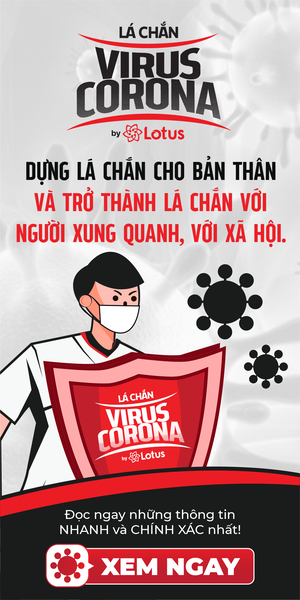 LÁ CHẮN
VIRUS
CORONA
by Lotus
DỰNG LÁ CHẮN CHO BẢN THÂN
VÀ TRỞ THÀNH LÁ CHẮN VỚI
NGƯỜI XUNG QUANH, VỚI XÃ HỘI.
LÁ CHẮN
VIRUS
CORONA
by Lotus
Đọc ngay những thông tin
NHANH và CHÍNH XÁC nhất!
XEM NGAY